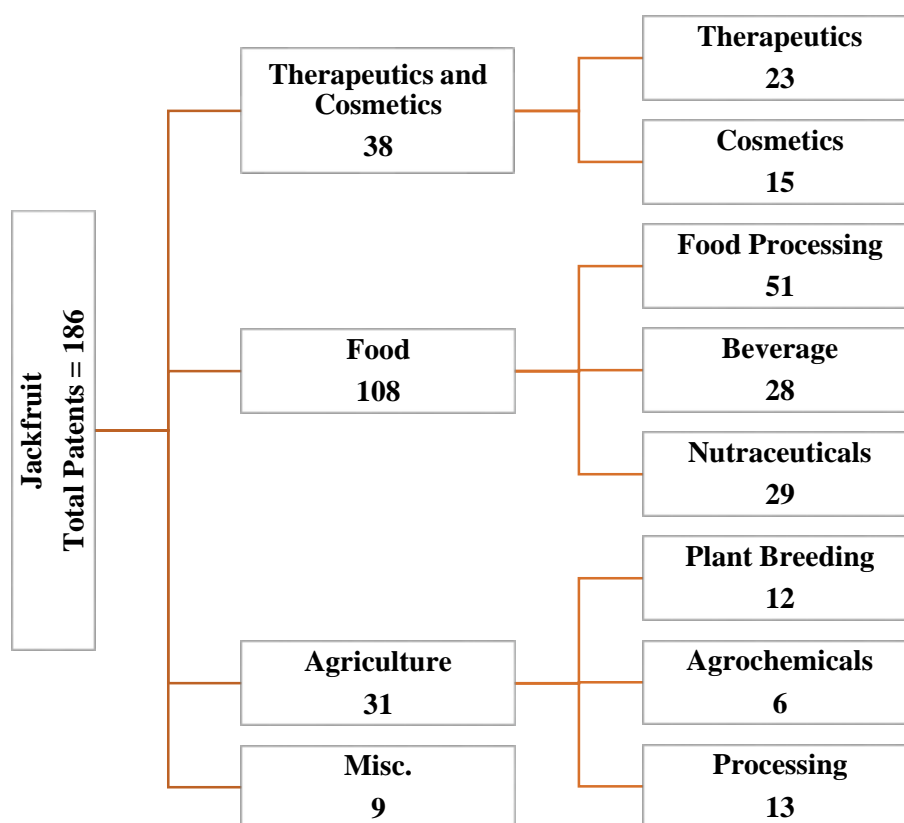 Jackfruit
Total Patents = 186
Therapeutics and
Cosmetics
38
Therapeutics
23
Cosmetics
15
Food
108
Food Processing
51
Beverage
28
Nutraceuticals
29
Agriculture
31
Plant Breeding
12
Agrochemicals
6
Processing
13
Misc.
9